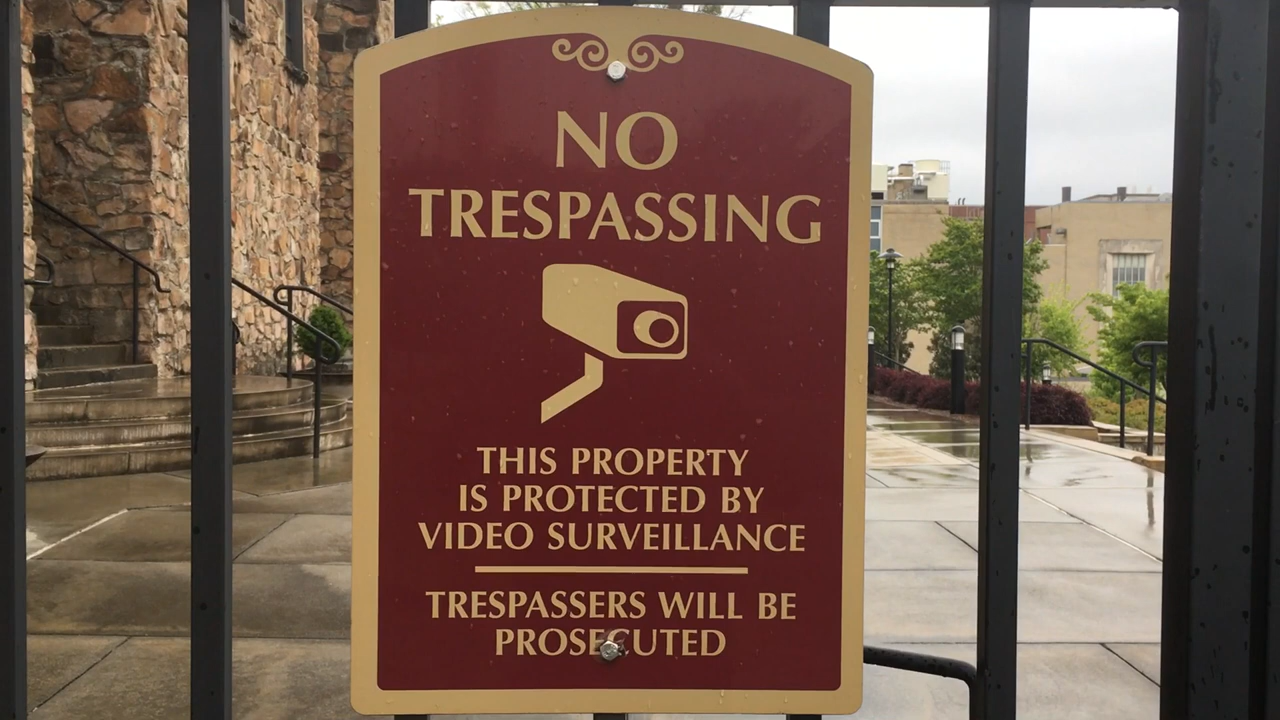 NO
TRESPASSING
THIS PROPERTY
IS PROTECTED BY
VIDEO SURVEILLANCE
TRESPASSERS WILL BE
PROSECUTED